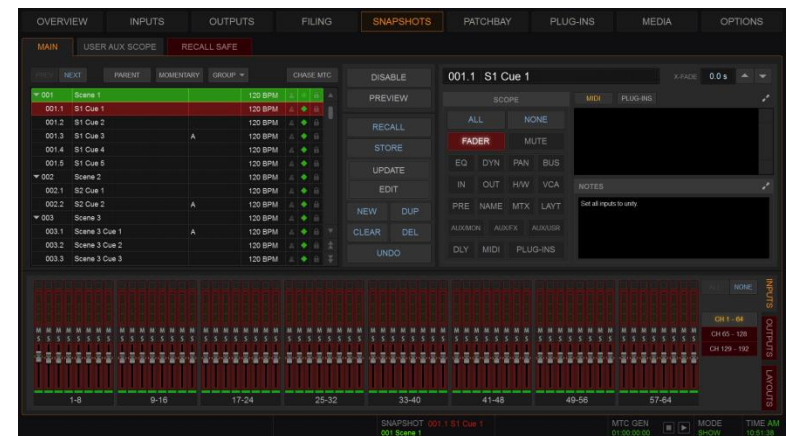 OVERVIEW INPUTS OUTPUTS FILING SNAPSHOTS PATCHBAY PLUG-INS MEDIA OPTIONS
MAIN USER AUX SCOPE RECALL SAFE
PREV NEXT PARENT MOMENTARY GROUP CHASE MTC
001 Scene 1 120 BPM
001.1 S1 Cue 1 120 BPM
001.2 S1 Cue 2 120 BPM
001.3 S1 Cue 3 A 120 BPM
001.4 S1 Cue 4 120 BPM
001.5 S1 Cue 5 120 BPM
002 Scene 2 120 BPM
002.1 S2 Cue 1 120 BPM
002.2 S2 Cue 2 A 120 BPM
003 Scene 3 120 BPM
003.1 Scene 3 Cue 1 A 120 BPM
003.2 Scene 3 Cue 2 120 BPM
003.3 Scene 3 Cue 3 120 BPM
DISABLE
PREVIEW
RECALL
STORE
UPDATE
EDIT
NEW DUP
CLEAR DEL
UNDO
001.1 S1 Cue 1 X-FADE 0.0 s
SCOPE
ALL NONE
FADER MUTE
EQ DYN PAN BUS
IN OUT H/W VCA
PRE NAME MTX LAYT
AUX/MON AUX/FX AUX/USR
DLY MIDI PLUG-INS
MIDI PLUG-INS
NOTES
Set all inputs to unity
ALL NONE
CH 1 - 64
CH 65 - 128
CH 129 - 192
INPUTS
OUTPUTS
LAYOUTS
M M M M M M M M M M M M M M M M M M M M M M M M M M M M M M M M M M M M M M M M M M M M M M M M M M M M M M M M M M M M M M M M
S S S S S S S S S S S S S S S S S S S S S S S S S S S S S S S S S S S S S S S S S S S S S S S S S S S S S S S S S S S S S S S S
1-8 9-16 17-24 25-32 33-40 41-48 49-56 57-64
SNAPSHOT 001.1 S1 Cue 1
001 Scene 1
MTC GEN
01:00:00:00
MODE
SHOW
TIME AM
10:51:38